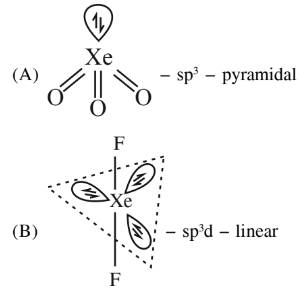 Xe
(A) – sp³ – pyramidal
O O O
F
Xe
(B) – sp³d – linear
F